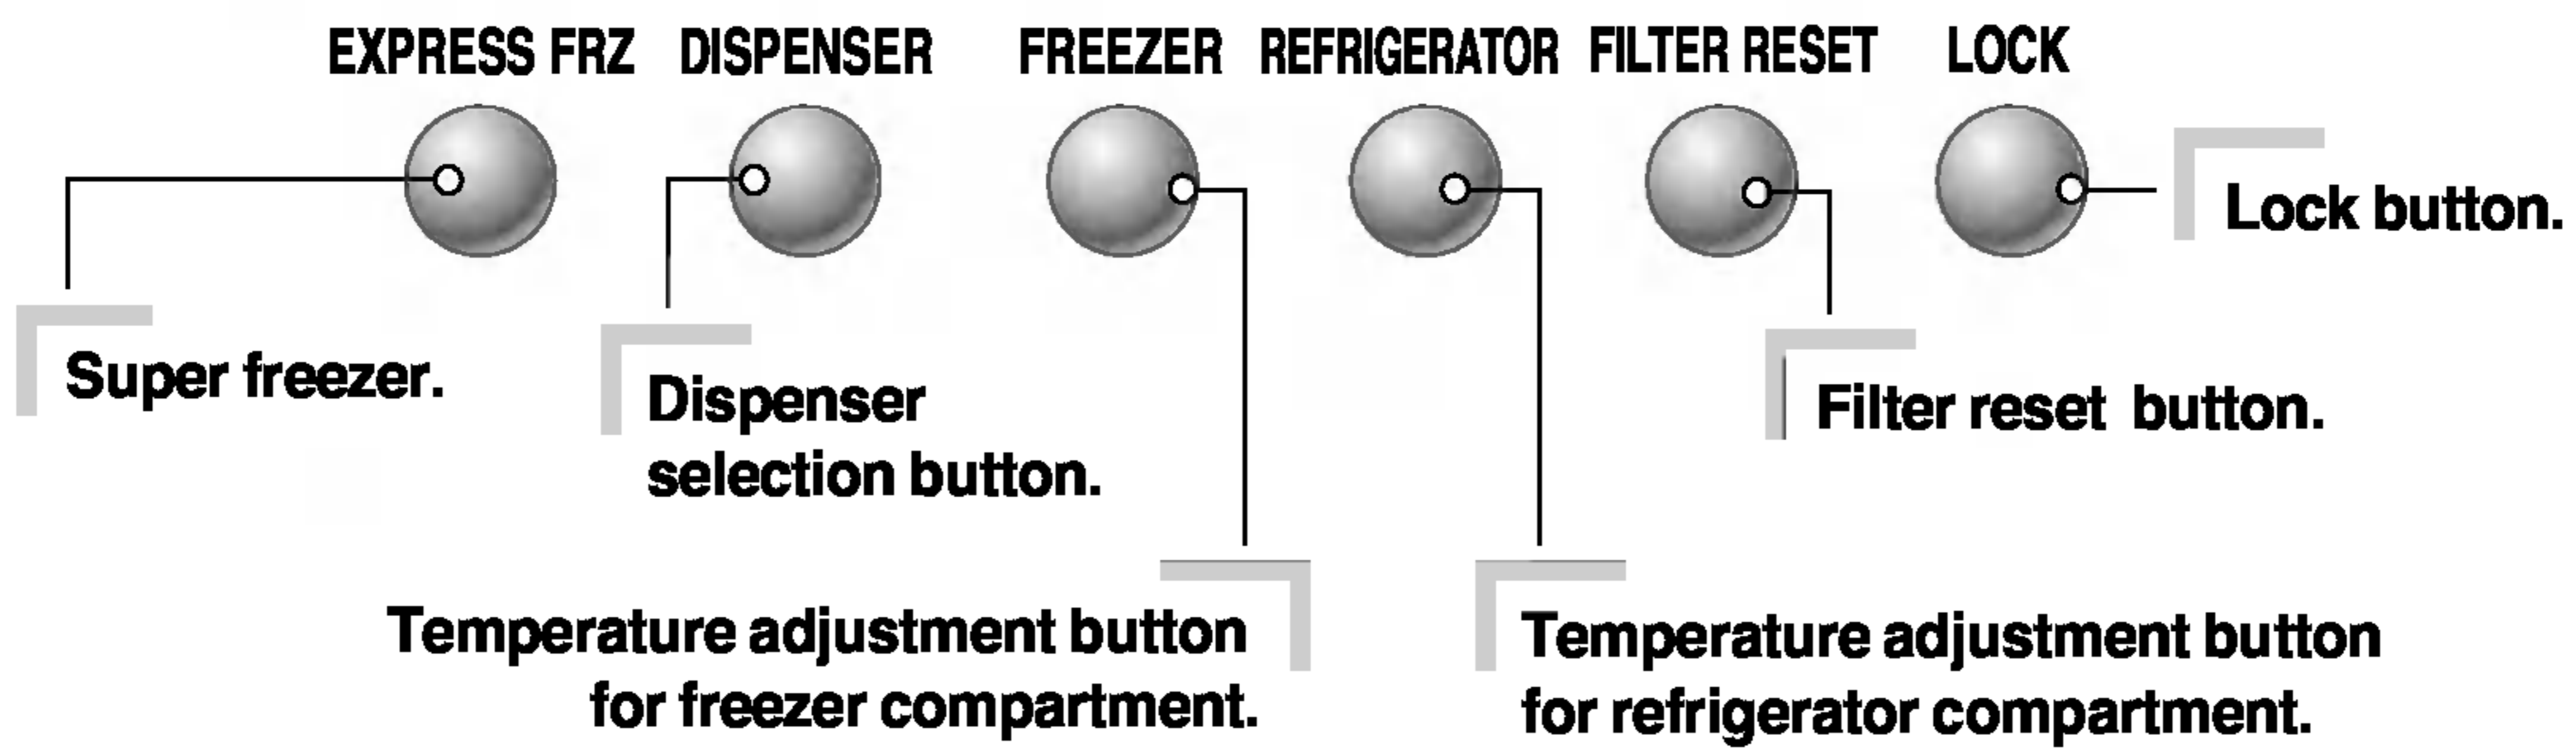 EXPRESS FRZ DISPENSER FREEZER REFRIGERATOR FILTER RESET LOCK
Lock button.
Super freezer.
Dispenser
selection button.
Filter reset button.
Temperature adjustment button
for freezer compartment.
Temperature adjustment button
for refrigerator compartment.